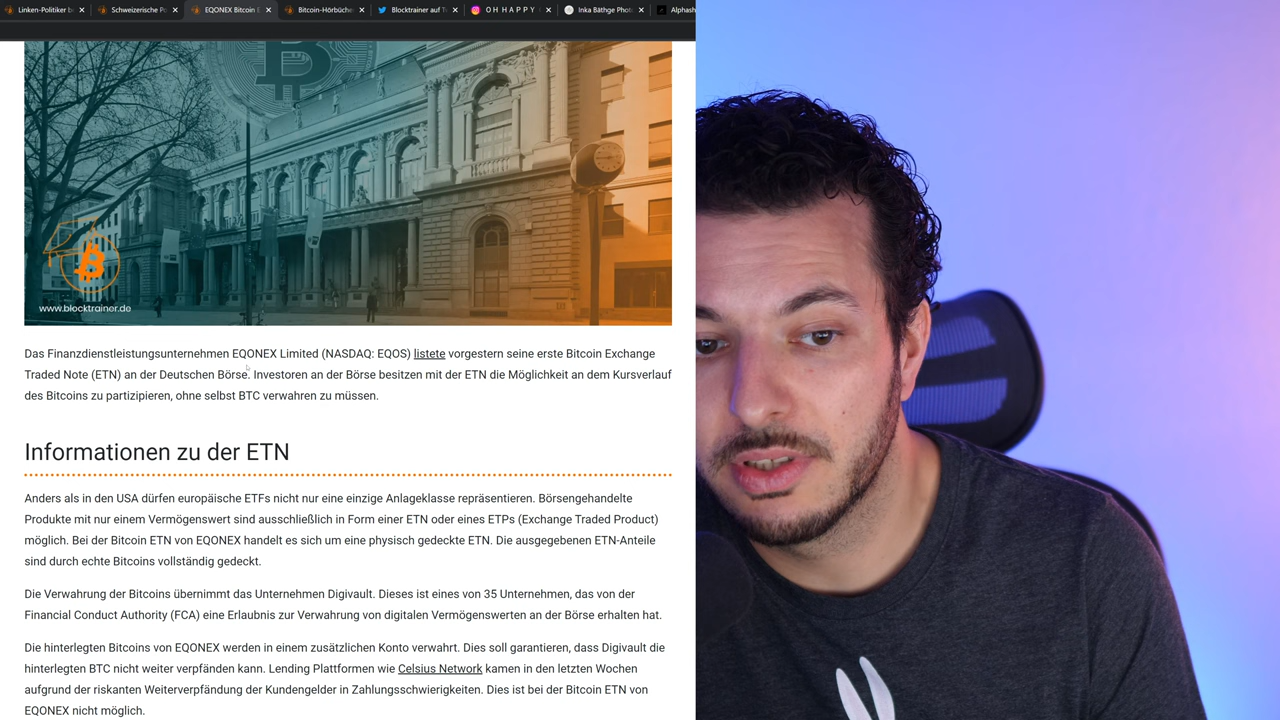 Linken-Politiker b
Schweizerische Po
EQONEX Bitcoin E
Bitcoin-Hörbüche
Blocktrainer auf T
O H H A P P Y
Inka Bäthge Phot
Alphash
www.blocktrainer.de
Das Finanzdienstleistungsunternehmen EQONEX Limited (NASDAQ: EQOS) listete vorgestern seine erste Bitcoin Exchange
Traded Note (ETN) an der Deutschen Börse. Investoren an der Börse besitzen mit der ETN die Möglichkeit an dem Kursverlauf
des Bitcoins zu partizipieren, ohne selbst BTC verwahren zu müssen.
Informationen zu der ETN
Anders als in den USA dürfen europäische ETFs nicht nur eine einzige Anlageklasse repräsentieren. Börsengehandelte
Produkte mit nur einem Vermögenswert sind ausschließlich in Form einer ETN oder eines ETPs (Exchange Traded Product)
möglich. Bei der Bitcoin ETN von EQONEX handelt es sich um eine physisch gedeckte ETN. Die ausgegebenen ETN-Anteile
sind durch echte Bitcoins vollständig gedeckt.
Die Verwahrung der Bitcoins übernimmt das Unternehmen Digivault. Dieses ist eines von 35 Unternehmen, das von der
Financial Conduct Authority (FCA) eine Erlaubnis zur Verwahrung von digitalen Vermögenswerten an der Börse erhalten hat.
Die hinterlegten Bitcoins von EQONEX werden in einem zusätzlichen Konto verwahrt. Dies soll garantieren, dass Digivault die
hinterlegten BTC nicht weiter verpfänden kann. Lending Plattformen wie Celsius Network kamen in den letzten Wochen
aufgrund der riskanten Weiterverpfändung der Kundengelder in Zahlungsschwierigkeiten. Dies ist bei der Bitcoin ETN von
EQONEX nicht möglich.